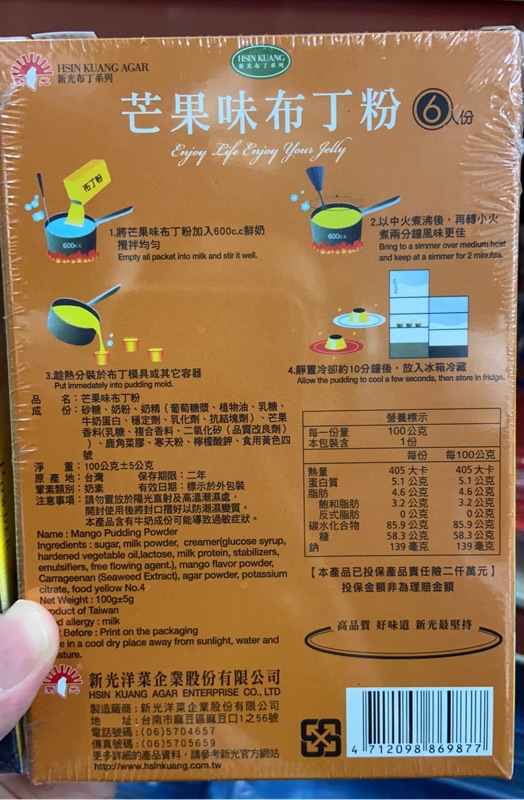 HSIN KUANG AGAR
新光布丁系列
HSIN KUANG
新光布丁系列
芒果味布丁粉 6人份
Enjoy Life Enjoy Your Jelly
布丁粉
600c.c
1.將芒果味布丁粉加入600c.c鮮奶
攪拌均勻
Empty all packet into milk and stir it well.
600c.c
2.以中火煮沸後,再轉小火
煮兩分鐘風味更佳
Bring to a simmer over medium heat
and keep at a simmer for 2 minutes.
3.趁熱分裝於布丁模具或其它容器
Put immedately into pudding mold.
4.靜置冷卻約10分鐘後,放入冰箱冷藏
Allow the pudding to cool a few seconds, then store in fridge.
品 名:芒果味布丁粉
成 份:砂糖、奶粉、奶精(葡萄糖漿、植物油、乳糖、
牛奶蛋白、穩定劑、乳化劑、抗結塊劑)、芒果
香料(乳糖、複合香料、二氧化矽(品質改良劑)
)、鹿角菜膠、寒天粉、檸檬酸鉀、食用黃色四
號
淨 重:100公克±5公克
原 產 地:台灣 保存期限:二年
葷素類別:奶素 有效日期:標示於外包裝
注意事項:請勿置放於陽光直射及高溫潮濕處,
開封使用後將封口摺好以防潮濕變質。
本產品含有牛奶成份可能導致過敏症狀。
Name : Mango Pudding Powder
Ingredients : sugar, milk powder, creamer(glucose syrup,
hardened vegetable oil,lactose, milk protein, stabilizers,
emulsifiers, free flowing agent.), mango flavor powder,
Carrageenan (Seaweed Extract), agar powder, potassium
citrate, food yellow No.4
Net Weight : 100g±5g
oduct of Taiwan
d allergy : milk
Before : Print on the packaging
e in a cool dry place away from sunlight, water and
sture.
營養標示
每一份量 100公克
本包裝含 1份
每份 每100公克
熱量 405 大卡 405 大卡
蛋白質 5.1 公克 5.1 公克
脂肪 4.6 公克 4.6 公克
飽和脂肪 3.2 公克 3.2 公克
反式脂肪 0 公克 0 公克
碳水化合物 85.9 公克 85.9 公克
糖 58.3 公克 58.3 公克
鈉 139 毫克 139 毫克
【本產品已投保產品責任險二仟萬元】
投保金額非為理賠金額
高品質 好味道 新光最堅持
新光洋菜企業股份有限公司
HSIN KUANG AGAR ENTERPRISE CO., LTD
製造廠商:新光洋菜企業股份有限公司
地 址:台南市麻豆區麻豆口1之56號
電話號碼:(06)5704657
傳真號碼:(06)5705659
更多詳細的產品資料,請參考新光官方網站
http://www.hsinkuang.com.tw
4 712098 869877